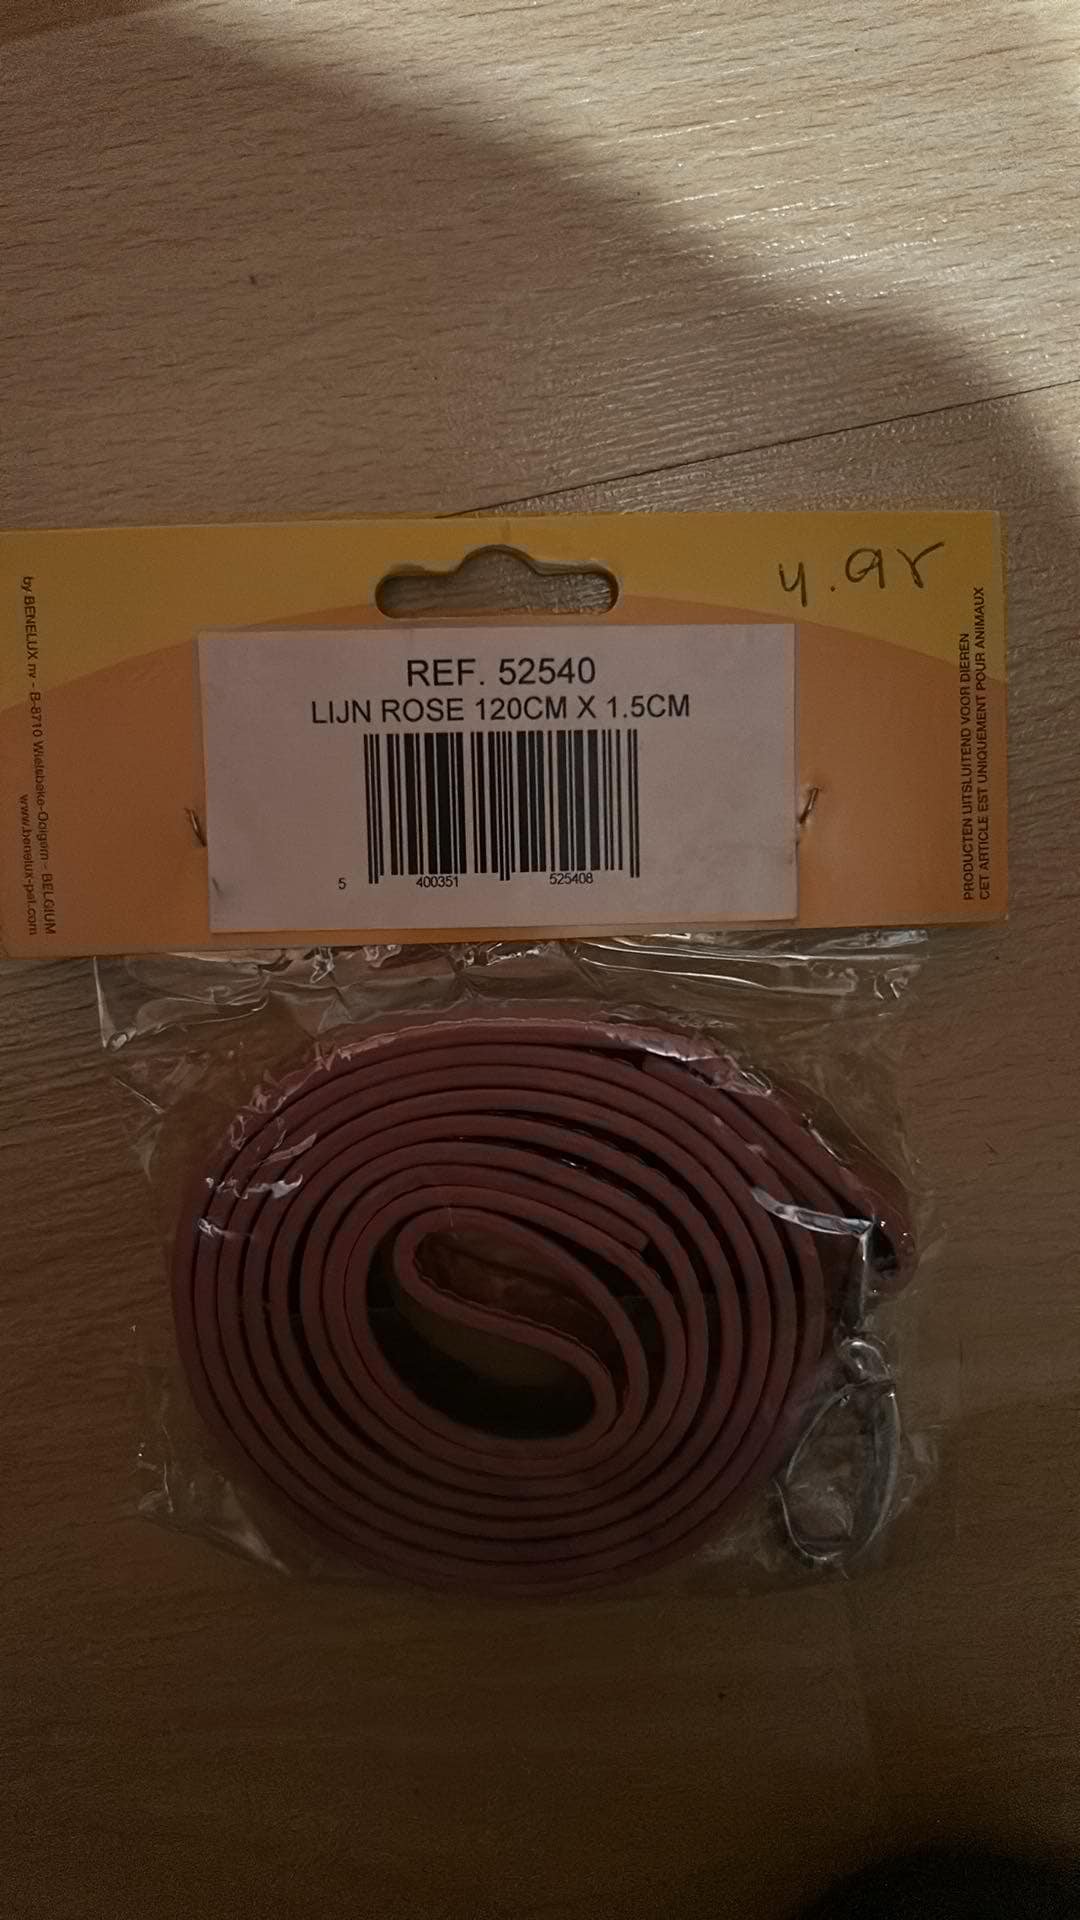 4.95
REF. 52540
LIJN ROSE 120CM X 1.5CM
5 400351 525408
by BENELUX nv - B-8710 Wielsbeke-Ooigem - BELGIUM
www.benelux-pet.com
PRODUCTEN UITSLUITEND VOOR DIEREN
CET ARTICLE EST UNIQUEMENT POUR ANIMAUX